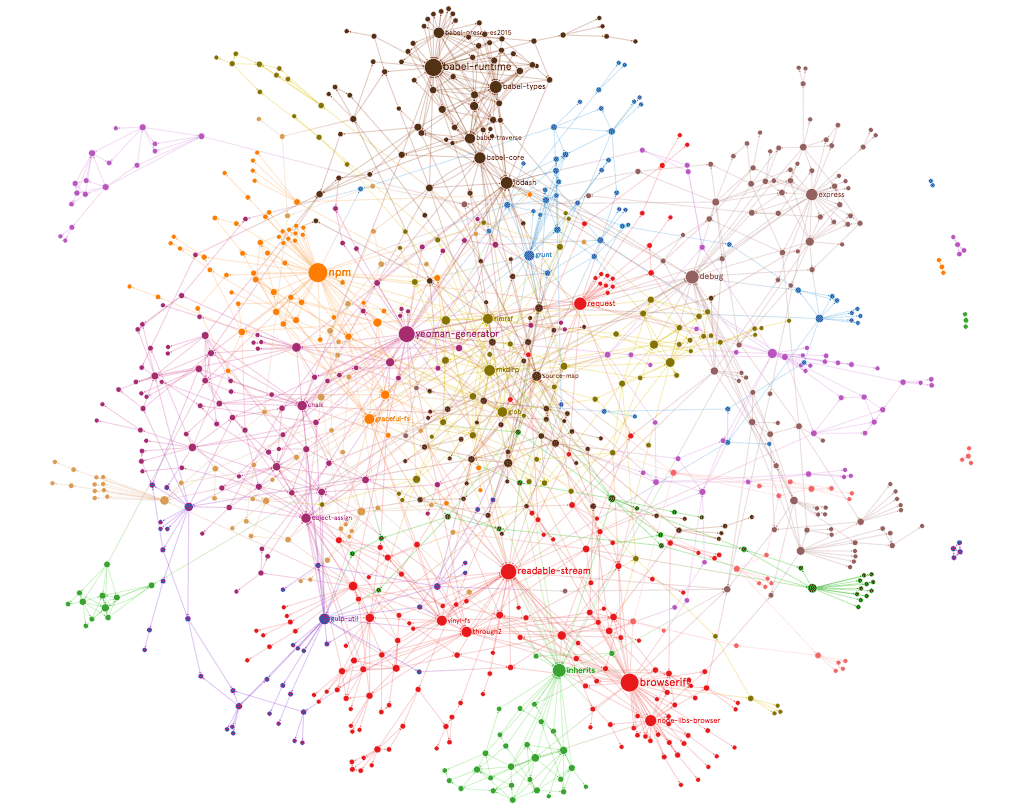 babel-preset-es2015
babel-runtime
babel-types
babel-traverse
babel-core
lodash
express
grunt
npm
debug
request
rimraf
yeoman-generator
mkdirp
source-map
chalk
glob
graceful-fs
object-assign
readable-stream
gulp-util
vinyl-fs
through2
inherits
browserify
node-libs-browser